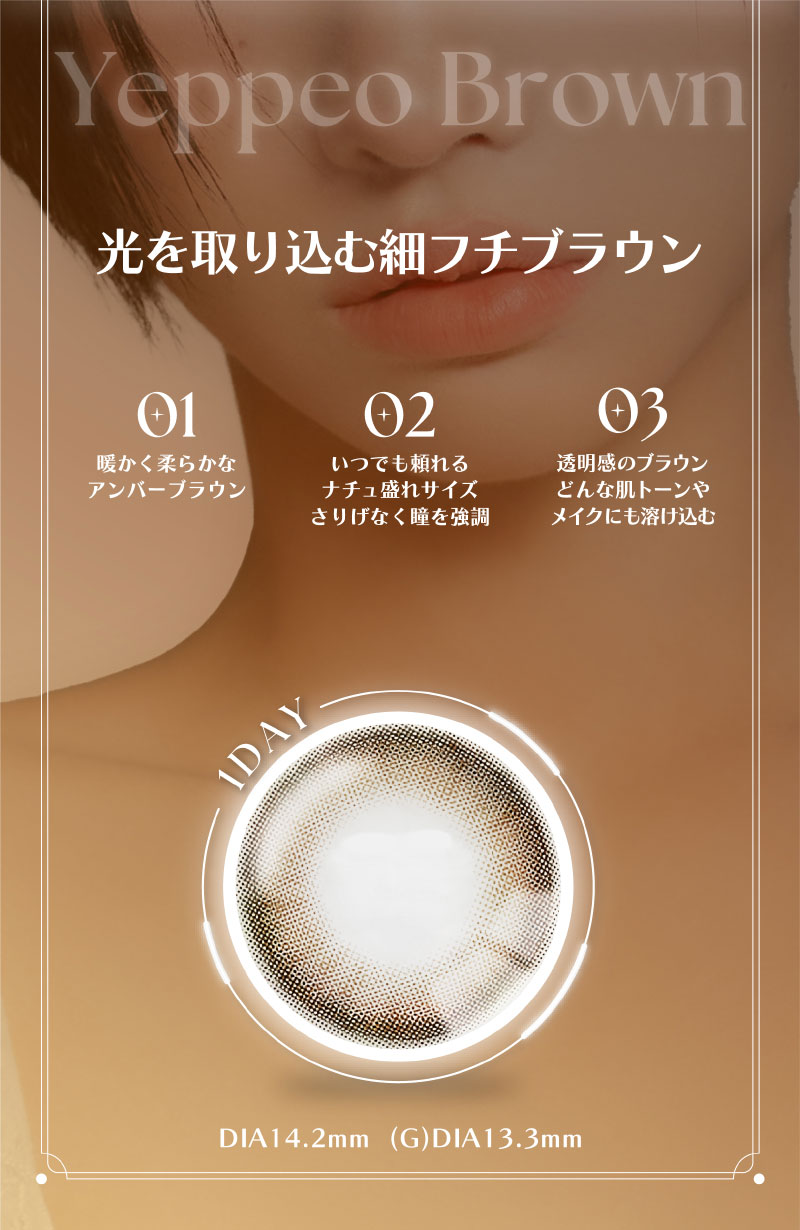 Yeppeo Brown
光を取り込む細フチブラウン
01
暖かく柔らかな
アンバーブラウン
02
いつでも頼れる
ナチュ盛れサイズ
さりげなく瞳を強調
03
透明感のブラウン
どんな肌トーンや
メイクにも溶け込む
1DAY
DIA14.2mm (G)DIA13.3mm